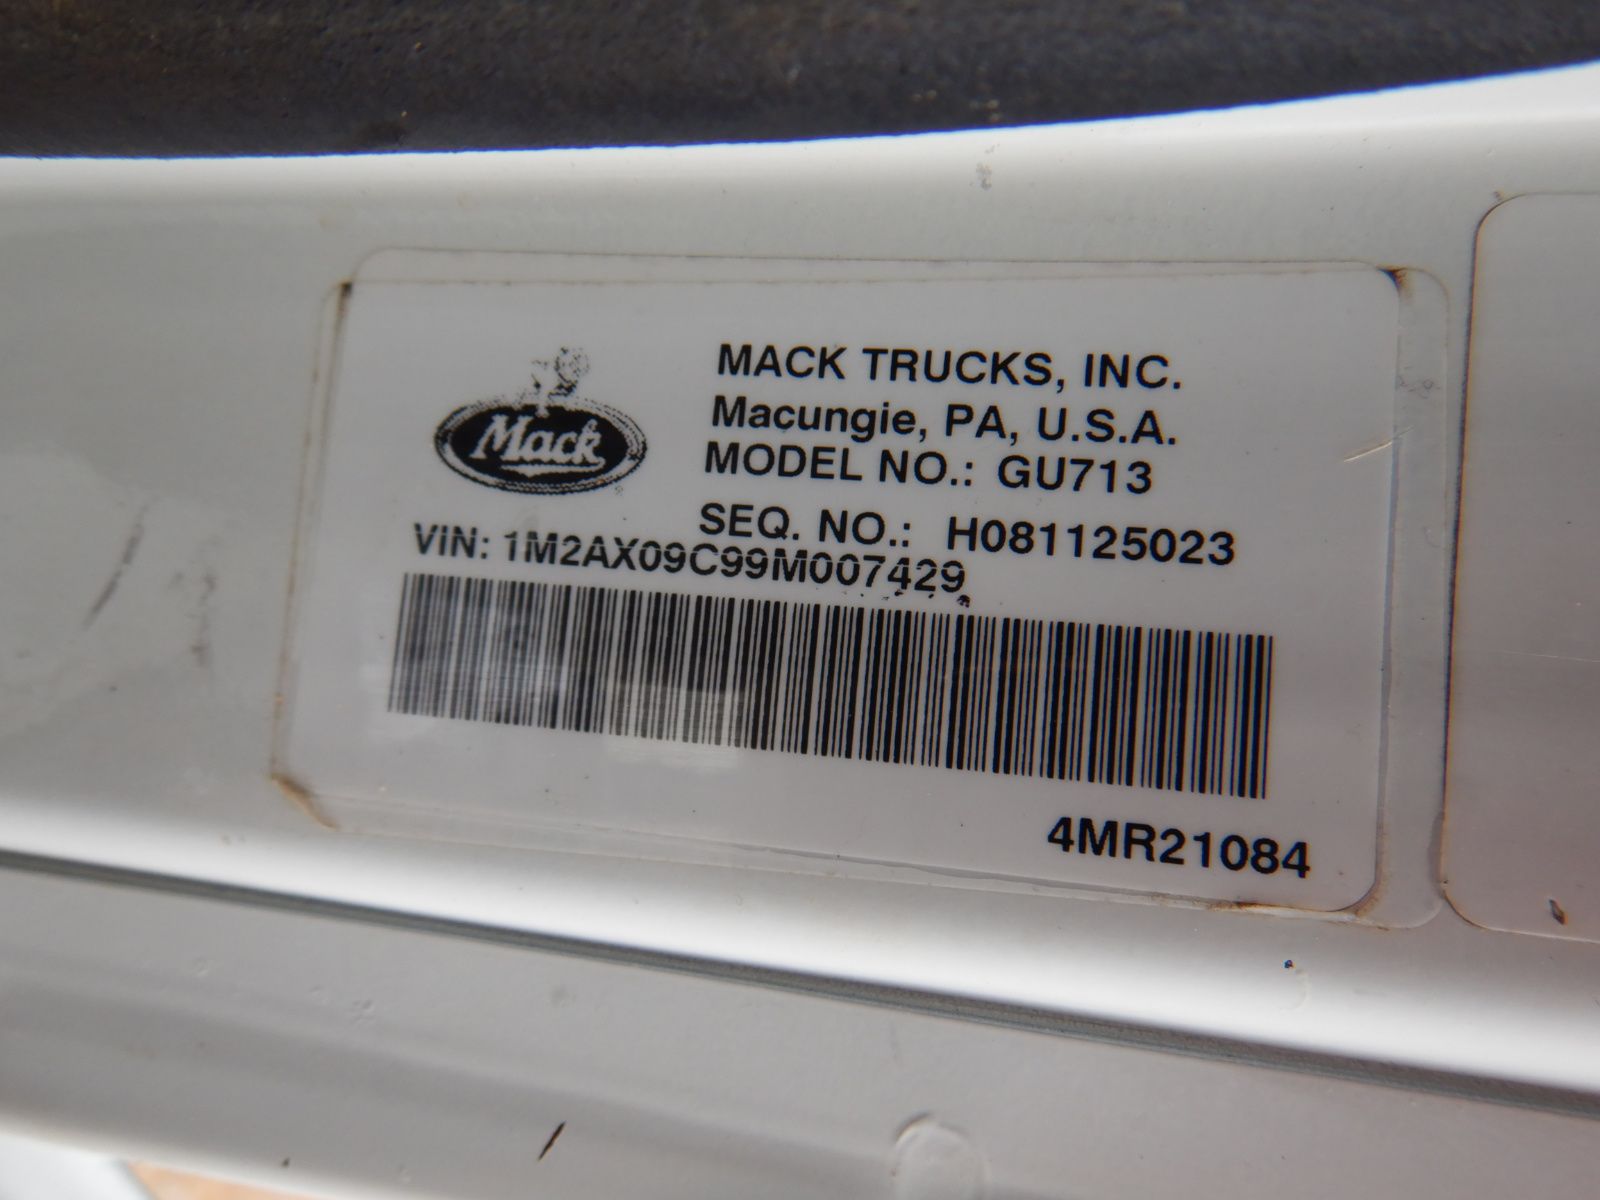 Mack
MACK TRUCKS, INC.
Macungie, PA, U.S.A.
MODEL NO.: GU713
SEQ. NO.: H081125023
VIN: 1M2AX09C99M007429
4MR21084